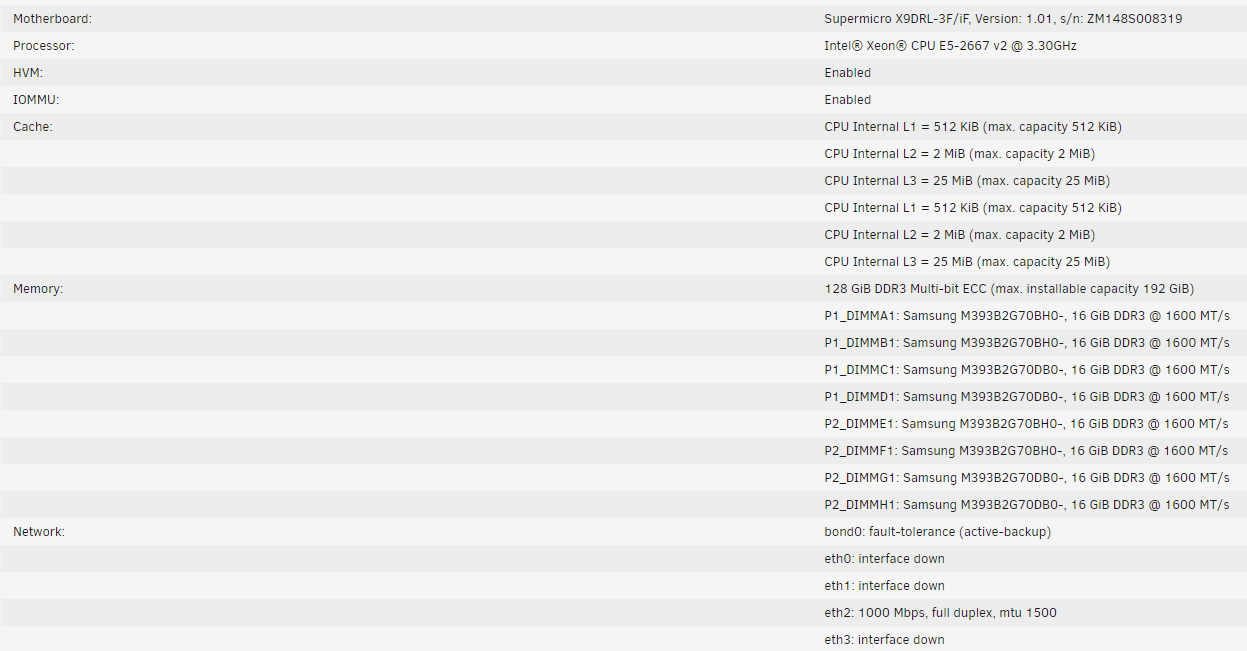 Motherboard: Supermicro X9DRL-3F/iF, Version: 1.01, s/n: ZM148S008319
Processor: Intel® Xeon® CPU E5-2667 v2 @ 3.30GHz
HVM: Enabled
IOMMU: Enabled
Cache: CPU Internal L1 = 512 KiB (max. capacity 512 KiB)
CPU Internal L2 = 2 MiB (max. capacity 2 MiB)
CPU Internal L3 = 25 MiB (max. capacity 25 MiB)
CPU Internal L1 = 512 KiB (max. capacity 512 KiB)
CPU Internal L2 = 2 MiB (max. capacity 2 MiB)
CPU Internal L3 = 25 MiB (max. capacity 25 MiB)
Memory: 128 GiB DDR3 Multi-bit ECC (max. installable capacity 192 GiB)
P1_DIMMA1: Samsung M393B2G70BH0-, 16 GiB DDR3 @ 1600 MT/s
P1_DIMMB1: Samsung M393B2G70BH0-, 16 GiB DDR3 @ 1600 MT/s
P1_DIMMC1: Samsung M393B2G70DB0-, 16 GiB DDR3 @ 1600 MT/s
P1_DIMMD1: Samsung M393B2G70DB0-, 16 GiB DDR3 @ 1600 MT/s
P2_DIMME1: Samsung M393B2G70BH0-, 16 GiB DDR3 @ 1600 MT/s
P2_DIMMF1: Samsung M393B2G70BH0-, 16 GiB DDR3 @ 1600 MT/s
P2_DIMMG1: Samsung M393B2G70DB0-, 16 GiB DDR3 @ 1600 MT/s
P2_DIMMH1: Samsung M393B2G70DB0-, 16 GiB DDR3 @ 1600 MT/s
Network: bond0: fault-tolerance (active-backup)
eth0: interface down
eth1: interface down
eth2: 1000 Mbps, full duplex, mtu 1500
eth3: interface down